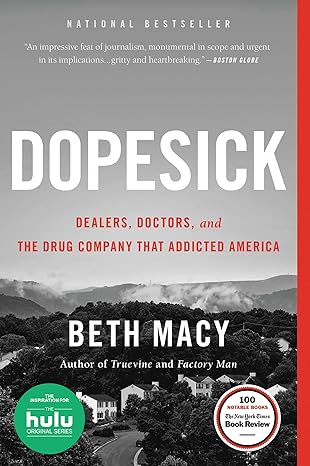 NATIONAL BESTSELLER
“An impressive feat of journalism, monumental in scope and urgent
in its implications...gritty and heartbreaking.”—BOSTON GLOBE
DOPESICK
DEALERS, DOCTORS, and
THE DRUG COMPANY THAT ADDICTED AMERICA
BETH MACY
Author of Truevine and Factory Man
THE
INSPIRATION FOR
THE
hulu
ORIGINAL SERIES
100
NOTABLE BOOKS
The New York Times
Book Review